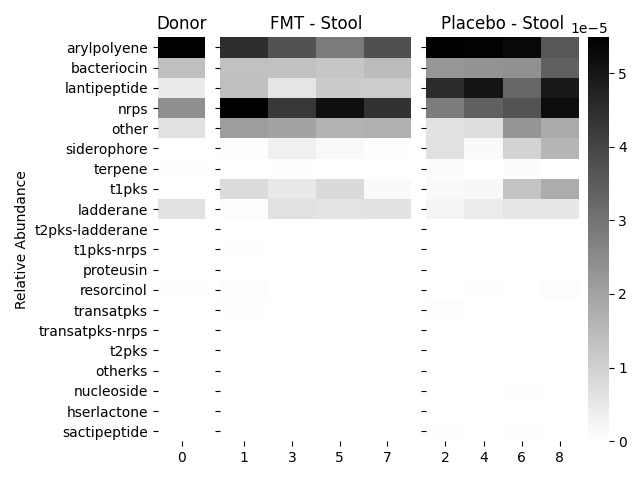 Donor FMT - Stool Placebo - Stool 1e−5
Relative Abundance
arylpolyene
bacteriocin
lantipeptide
nrps
other
siderophore
terpene
t1pks
ladderane
t2pks-ladderane
t1pks-nrps
proteusin
resorcinol
transatpks
transatpks-nrps
t2pks
otherks
nucleoside
hserlactone
sactipeptide
0 1 3 5 7 2 4 6 8
5
4
3
2
1
0